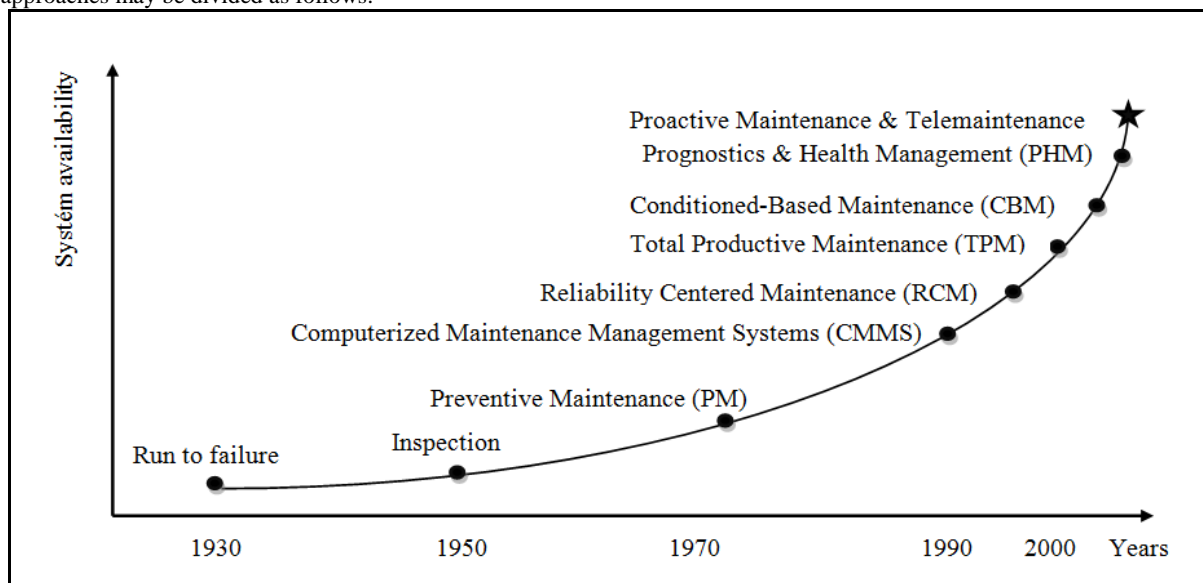 approaches may be divided as follows:
Systém availability
Proactive Maintenance & Telemaintenance
Prognostics & Health Management (PHM)
Conditioned-Based Maintenance (CBM)
Total Productive Maintenance (TPM)
Reliability Centered Maintenance (RCM)
Computerized Maintenance Management Systems (CMMS)
Preventive Maintenance (PM)
Inspection
Run to failure
1930 1950 1970 1990 2000 Years